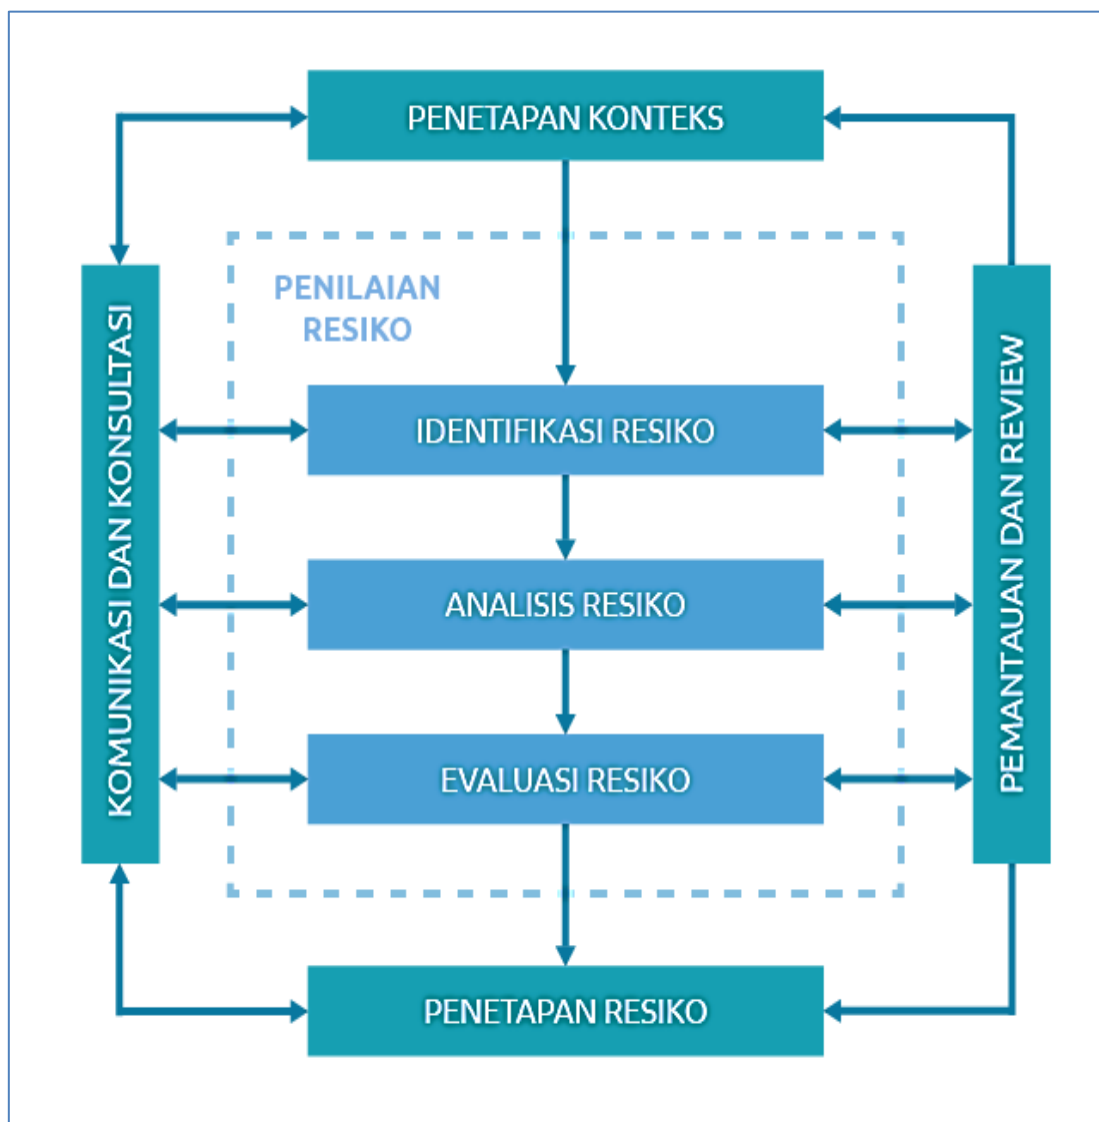 PENETAPAN KONTEKS
PENILAIAN
RESIKO
KOMUNIKASI DAN KONSULTASI
IDENTIFIKASI RESIKO
ANALISIS RESIKO
EVALUASI RESIKO
PEMANTAUAN DAN REVIEW
PENETAPAN RESIKO